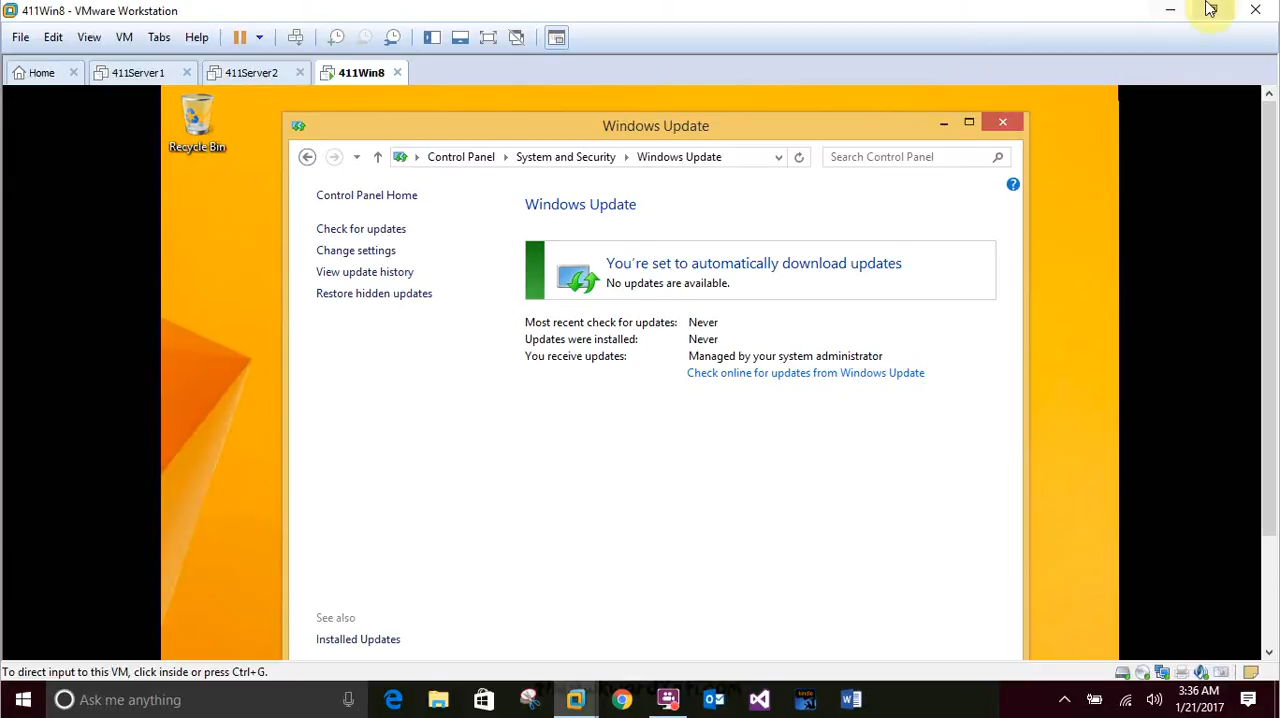 411Win8 - VMware Workstation
File Edit View VM Tabs Help
Home 411Server1 411Server2 411Win8
Recycle Bin
Windows Update
Control Panel System and Security Windows Update Search Control Panel
Control Panel Home
Check for updates
Change settings
View update history
Restore hidden updates
Windows Update
You're set to automatically download updates
No updates are available.
Most recent check for updates: Never
Updates were installed: Never
You receive updates: Managed by your system administrator
Check online for updates from Windows Update
See also
Installed Updates
To direct input to this VM, click inside or press Ctrl+G.
Ask me anything
3:36 AM
1/21/2017